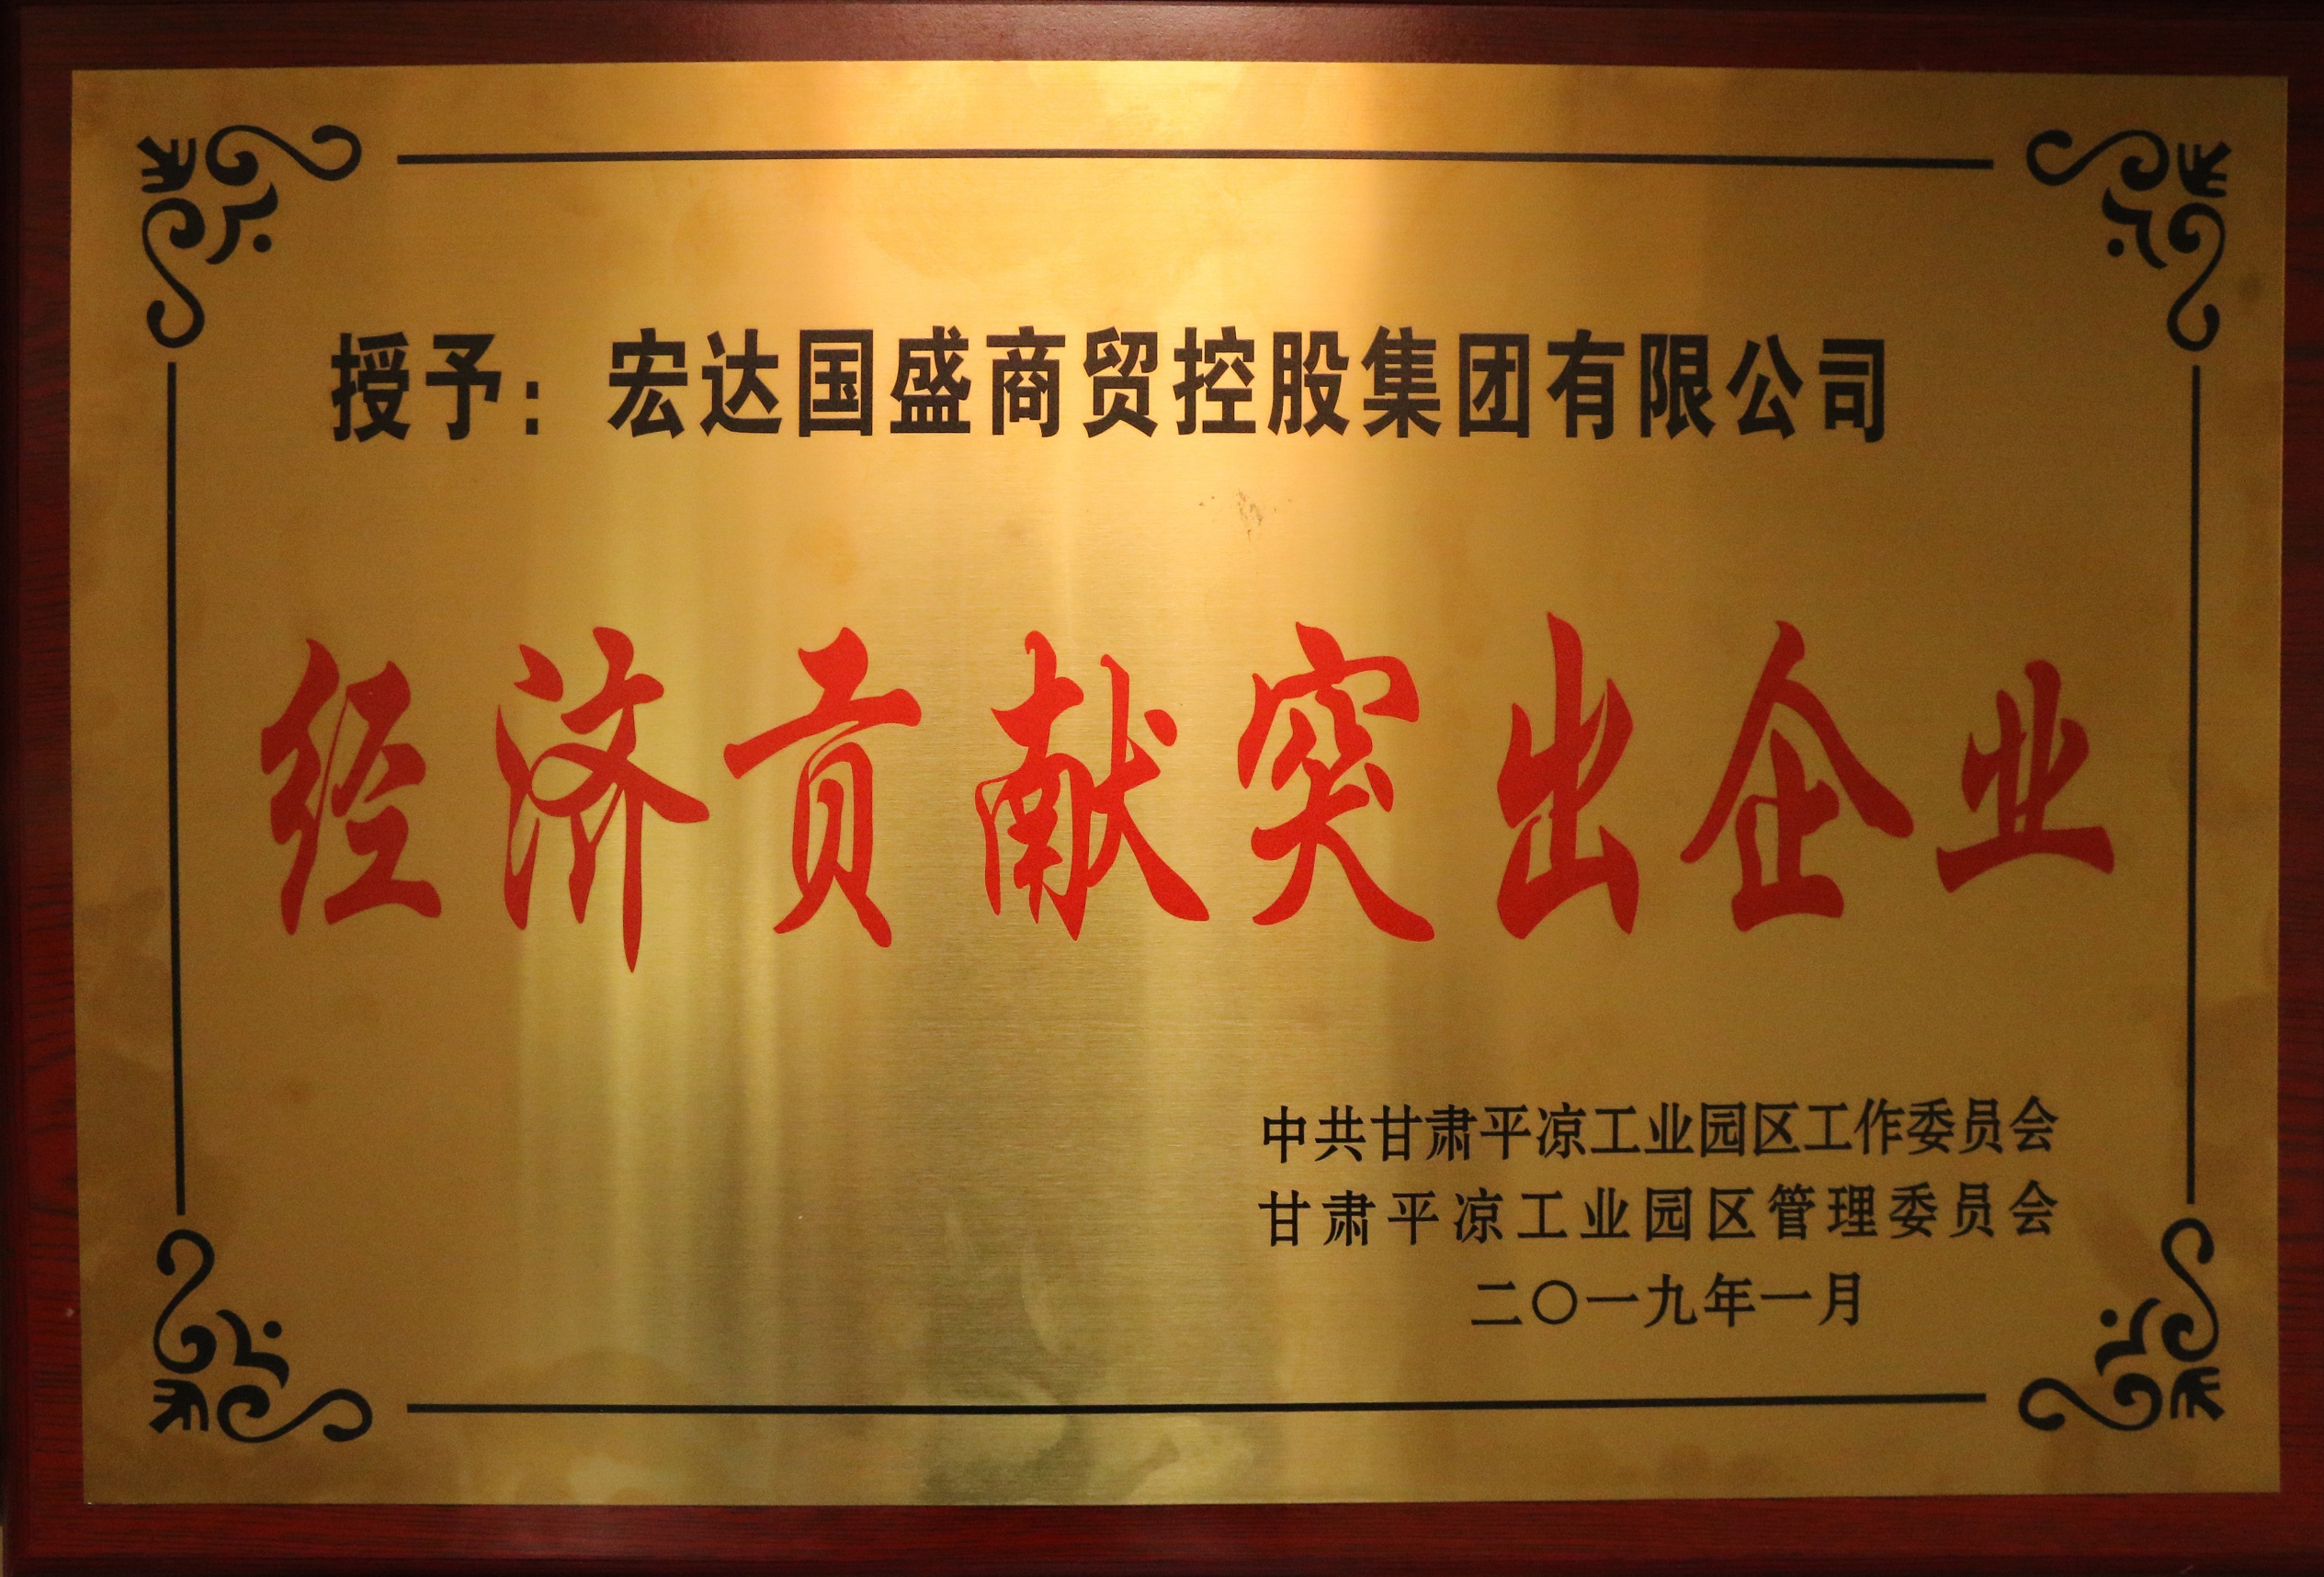 授予：宏达国盛商贸控股集团有限公司
经济贡献突出企业
中共甘肃平凉工业园区工作委员会
甘肃平凉工业园区管理委员会
二〇一九年一月